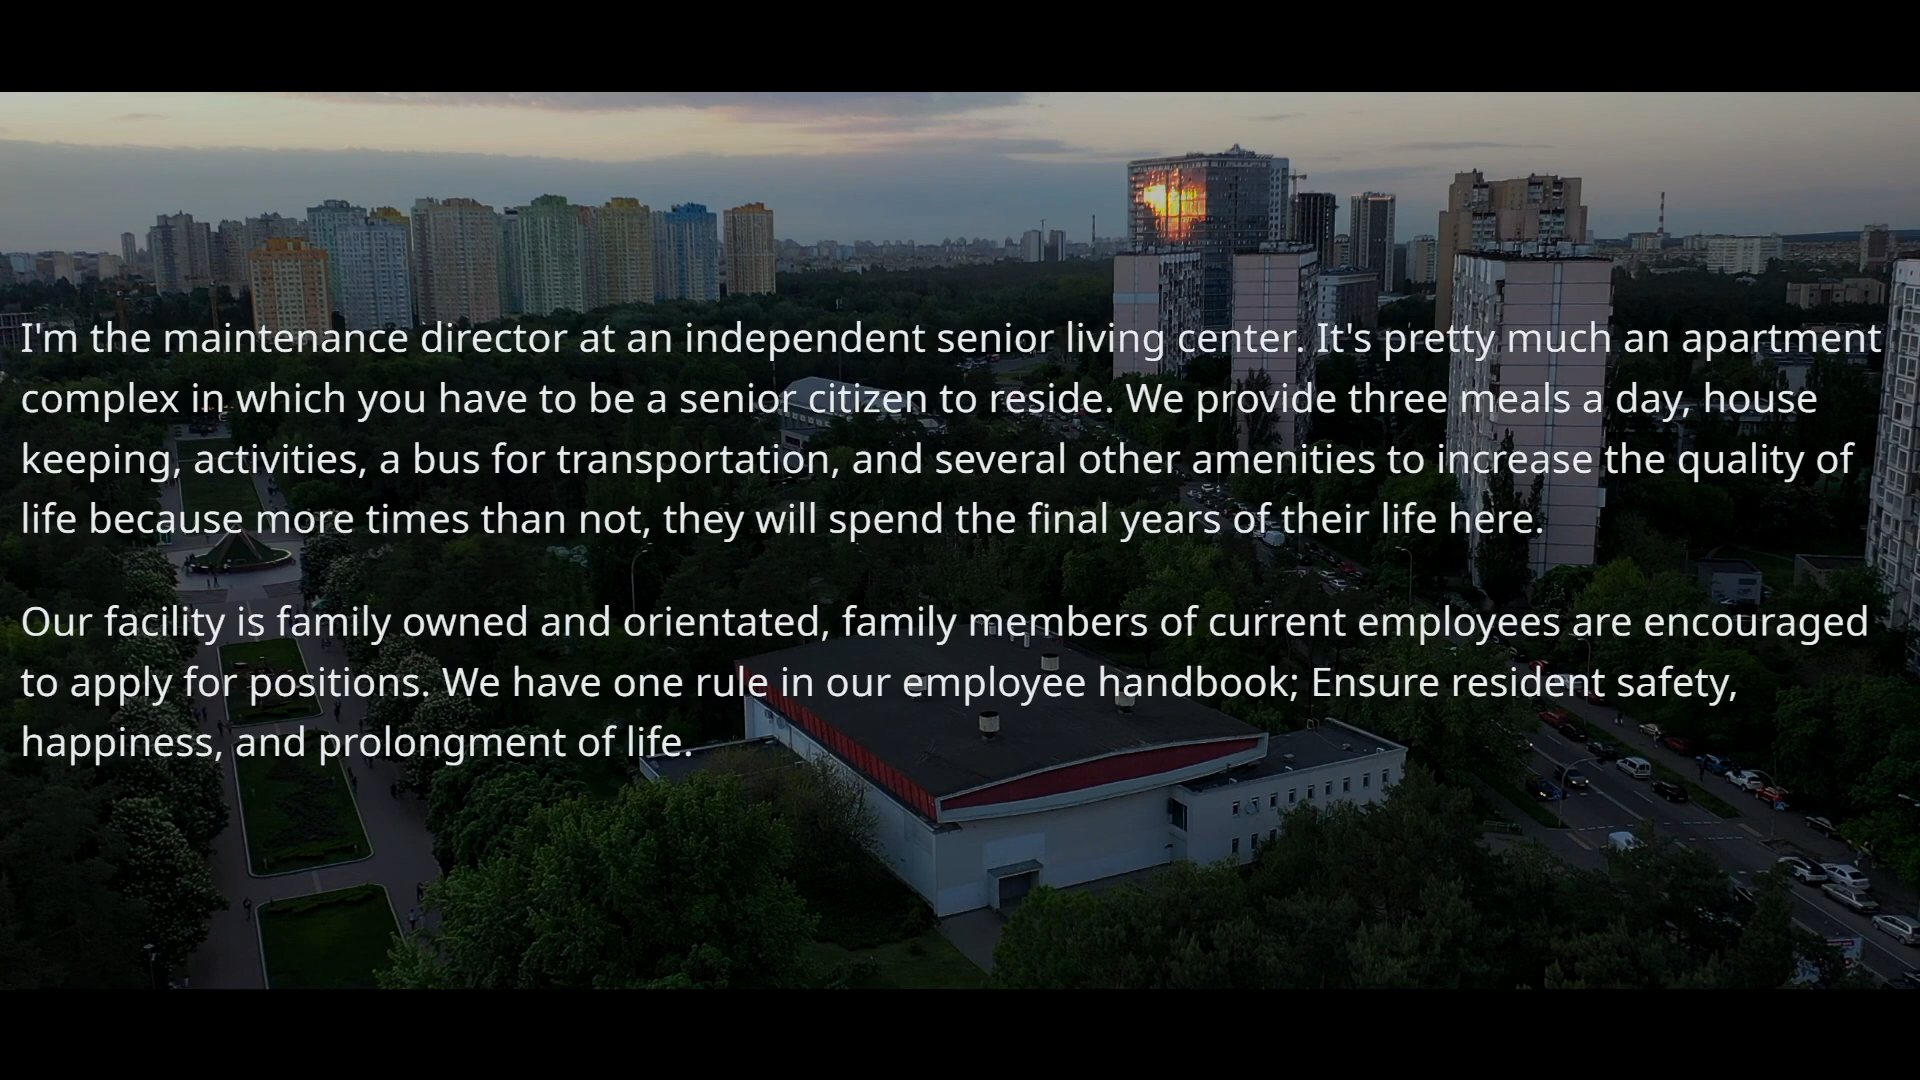 I'm the maintenance director at an independent senior living center. It's pretty much an apartment
complex in which you have to be a senior citizen to reside. We provide three meals a day, house
keeping, activities, a bus for transportation, and several other amenities to increase the quality of
life because more times than not, they will spend the final years of their life here.
Our facility is family owned and orientated, family members of current employees are encouraged
to apply for positions. We have one rule in our employee handbook; Ensure resident safety,
happiness, and prolongment of life.